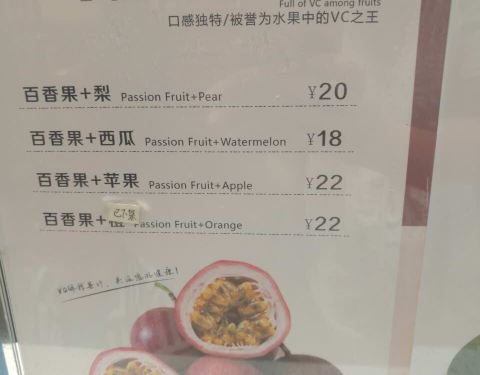 Full of VC among fruits
口感独特/被誉为水果中的VC之王
百香果+梨 Passion Fruit+Pear ¥20
百香果+西瓜 Passion Fruit+Watermelon ¥18
百香果+苹果 Passion Fruit+Apple ¥22
百香果+橙 Passion Fruit+Orange ¥22